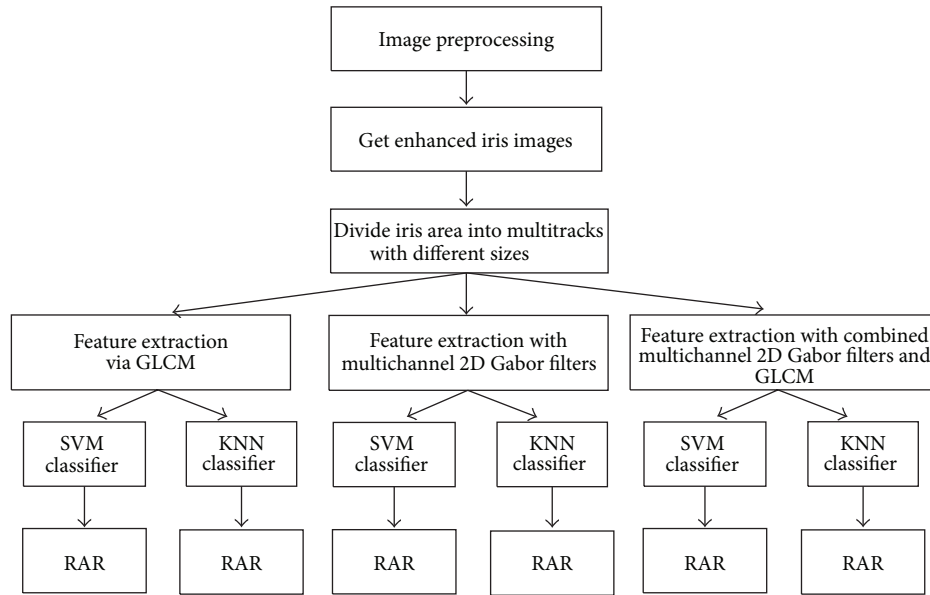 Image preprocessing
Get enhanced iris images
Divide iris area into multitracks
with different sizes
Feature extraction
via GLCM
Feature extraction with
multichannel 2D Gabor filters
Feature extraction with combined
multichannel 2D Gabor filters and
GLCM
SVM
classifier
KNN
classifier
SVM
classifier
KNN
classifier
SVM
classifier
KNN
classifier
RAR
RAR
RAR
RAR
RAR
RAR